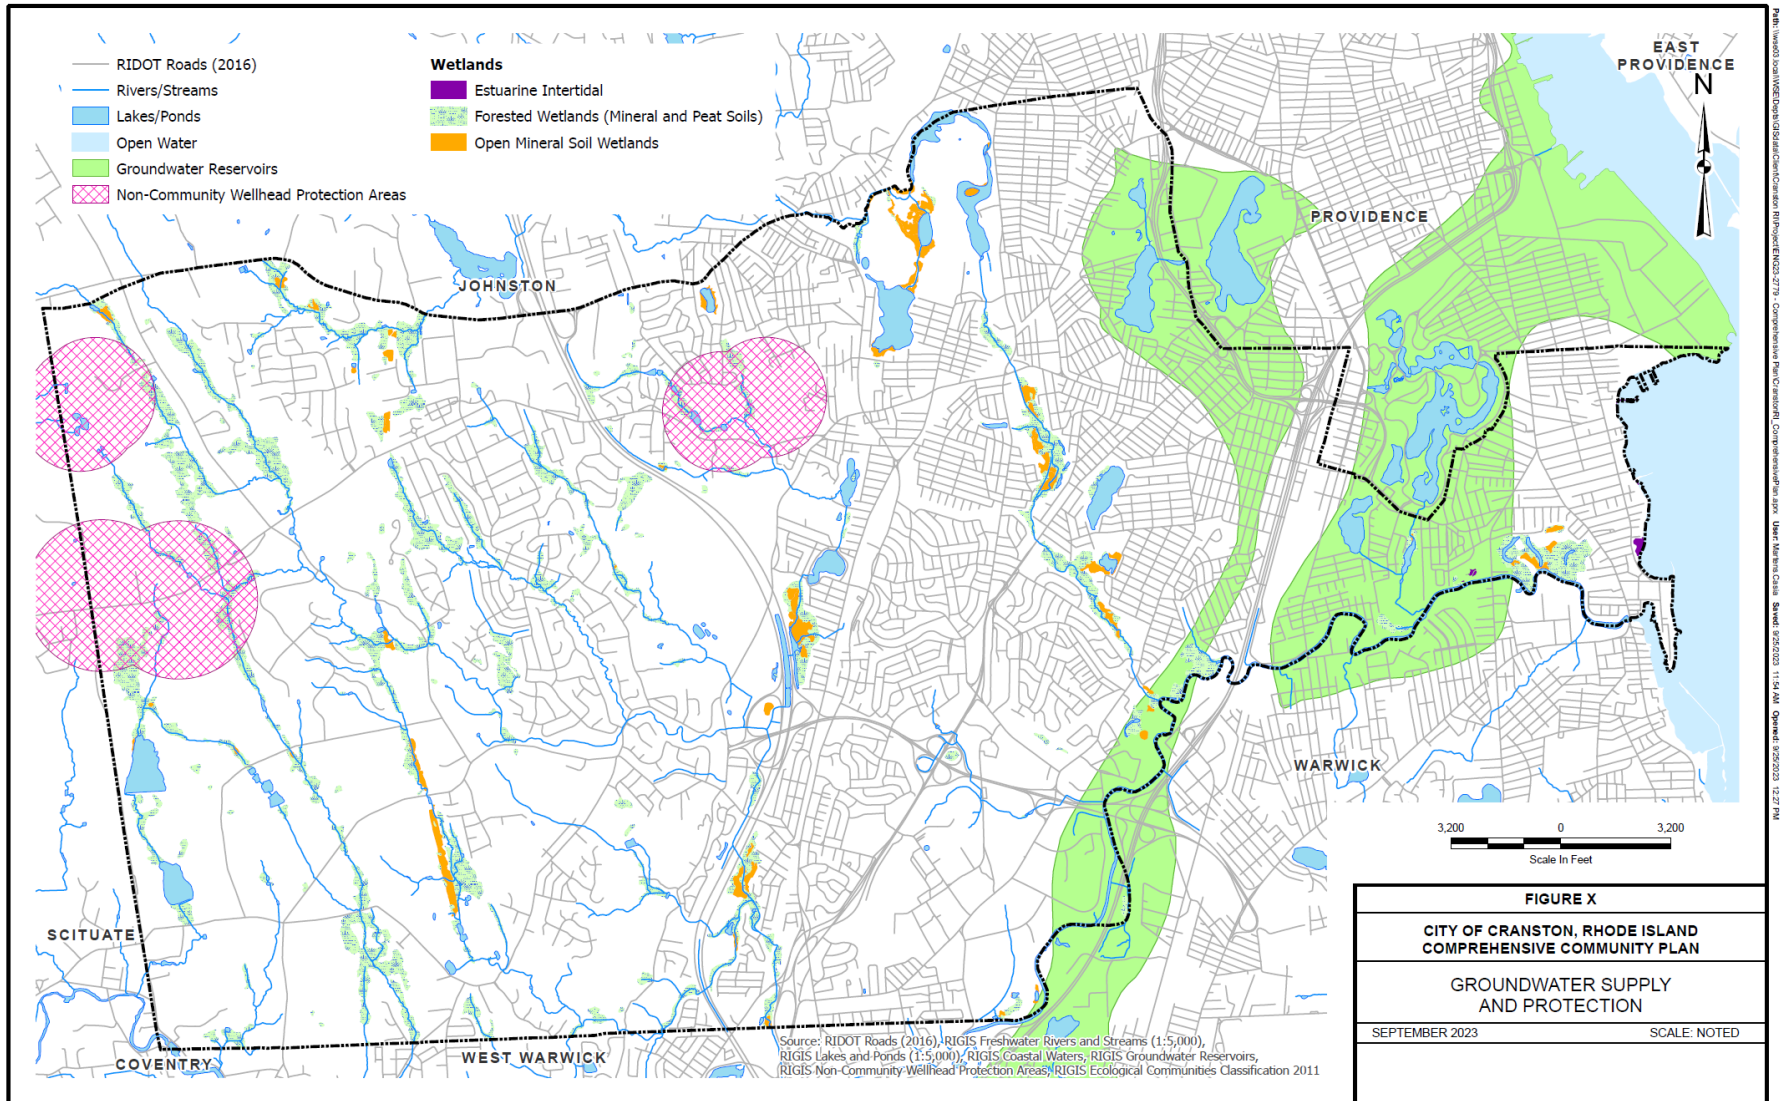 RIDOT Roads (2016)
Rivers/Streams
Lakes/Ponds
Open Water
Groundwater Reservoirs
Non-Community Wellhead Protection Areas
Wetlands
Estuarine Intertidal
Forested Wetlands (Mineral and Peat Soils)
Open Mineral Soil Wetlands
EAST
PROVIDENCE
N
PROVIDENCE
JOHNSTON
WARWICK
SCITUATE
COVENTRY
WEST WARWICK
3,200 0 3,200
Scale In Feet
Source: RIDOT Roads (2016), RIGIS Freshwater Rivers and Streams (1:5,000),
RIGIS Lakes and Ponds (1:5,000), RIGIS Coastal Waters, RIGIS Groundwater Reservoirs,
RIGIS Non-Community Wellhead Protection Areas, RIGIS Ecological Communities Classification 2011
FIGURE X
CITY OF CRANSTON, RHODE ISLAND
COMPREHENSIVE COMMUNITY PLAN
GROUNDWATER SUPPLY
AND PROTECTION
SEPTEMBER 2023 SCALE: NOTED